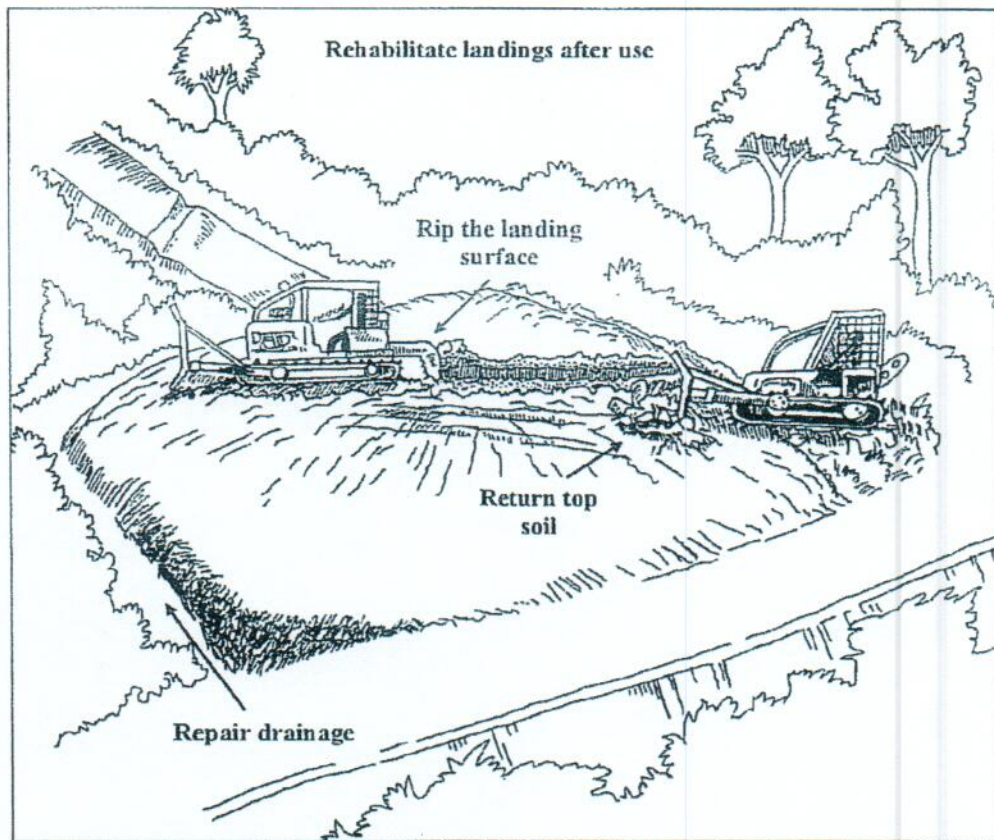 Rehabilitate landings after use
Rip the landing
surface
Return top
soil
Repair drainage